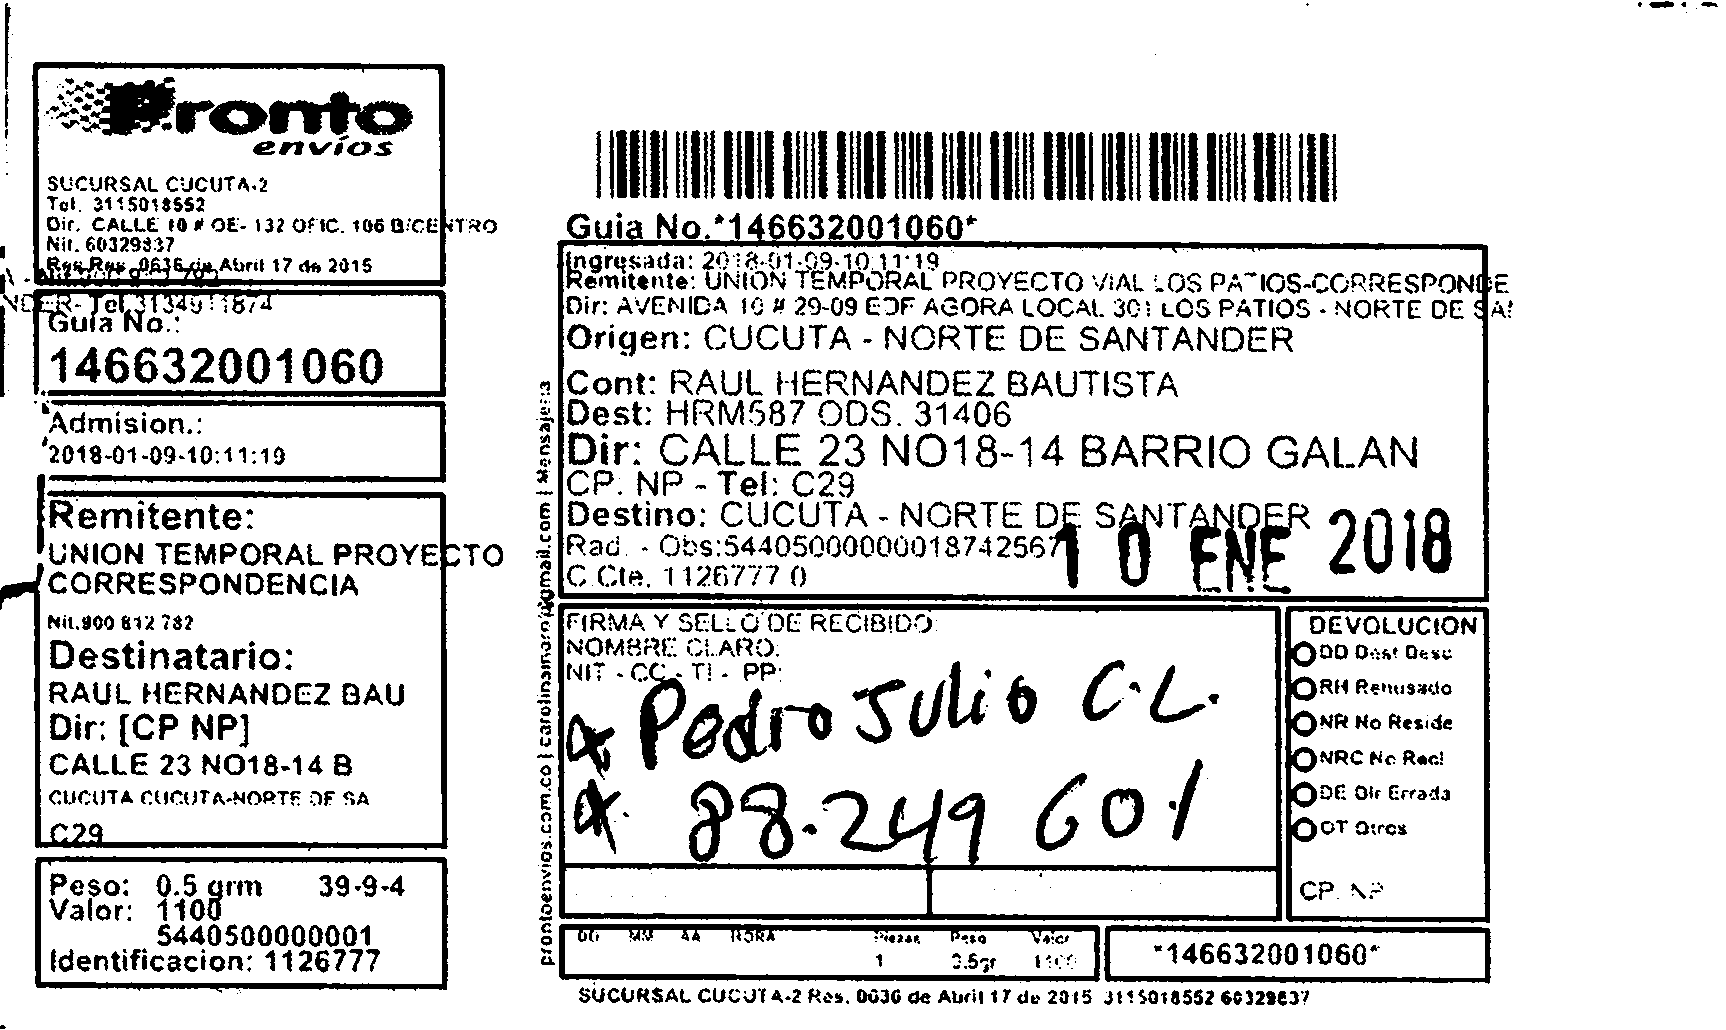 Pronto
envíos
SUCURSAL CUCUTA-2
Tel. 3115018552
Dir. CALLE 10 # OE- 132 OFIC. 106 B/CENTRO
Nit. 60329837
Res. 0636 de Abril 17 de 2015
NDER- Tel.3134911874
Guia No.:
146632001060
Admision.:
2018-01-09-10:11:19
Remitente:
UNION TEMPORAL PROYECTO
CORRESPONDENCIA
Nit.900 812 782
Destinatario:
RAUL HERNANDEZ BAU
Dir: [CP NP]
CALLE 23 NO18-14 B
CUCUTA CUCUTA-NORTE DE SA
C29
Peso: 0.5 grm 39-9-4
Valor: 1100
5440500000001
Identificacion: 1126777
prontoenvios.com.co | Mensajeria
Guia No.*146632001060*
Ingresada: 2018-01-09-10:11:19
Remitente: UNION TEMPORAL PROYECTO VIAL LOS PATIOS-CORRESPONDE
Dir: AVENIDA 10 # 29-09 EDF AGORA LOCAL 301 LOS PATIOS - NORTE DE SA
Origen: CUCUTA - NORTE DE SANTANDER
Cont: RAUL HERNANDEZ BAUTISTA
Dest: HRM587 ODS. 31406
Dir: CALLE 23 NO18-14 BARRIO GALAN
CP: NP - Tel: C29
Destino: CUCUTA - NORTE DE SANTANDER
Rad. - Obs:54405000000018742567
C.Cte. 1126777 0
10 ENE 2018
FIRMA Y SELLO DE RECIBIDO
NOMBRE CLARO:
NIT - CC - TI - PP:
Pedro Julio C.L.
88.249 601
DEVOLUCION
DD Dest Desc
RH Rehusado
NR No Reside
NRC No Recl
DE Dir Errada
OT Otros
CP. NP
DD MM AA HORA Piezas Peso Valor
1 0.5gr 1100
*146632001060*
SUCURSAL CUCUTA-2 Res. 0636 de Abril 17 de 2015 3115018552 60329837